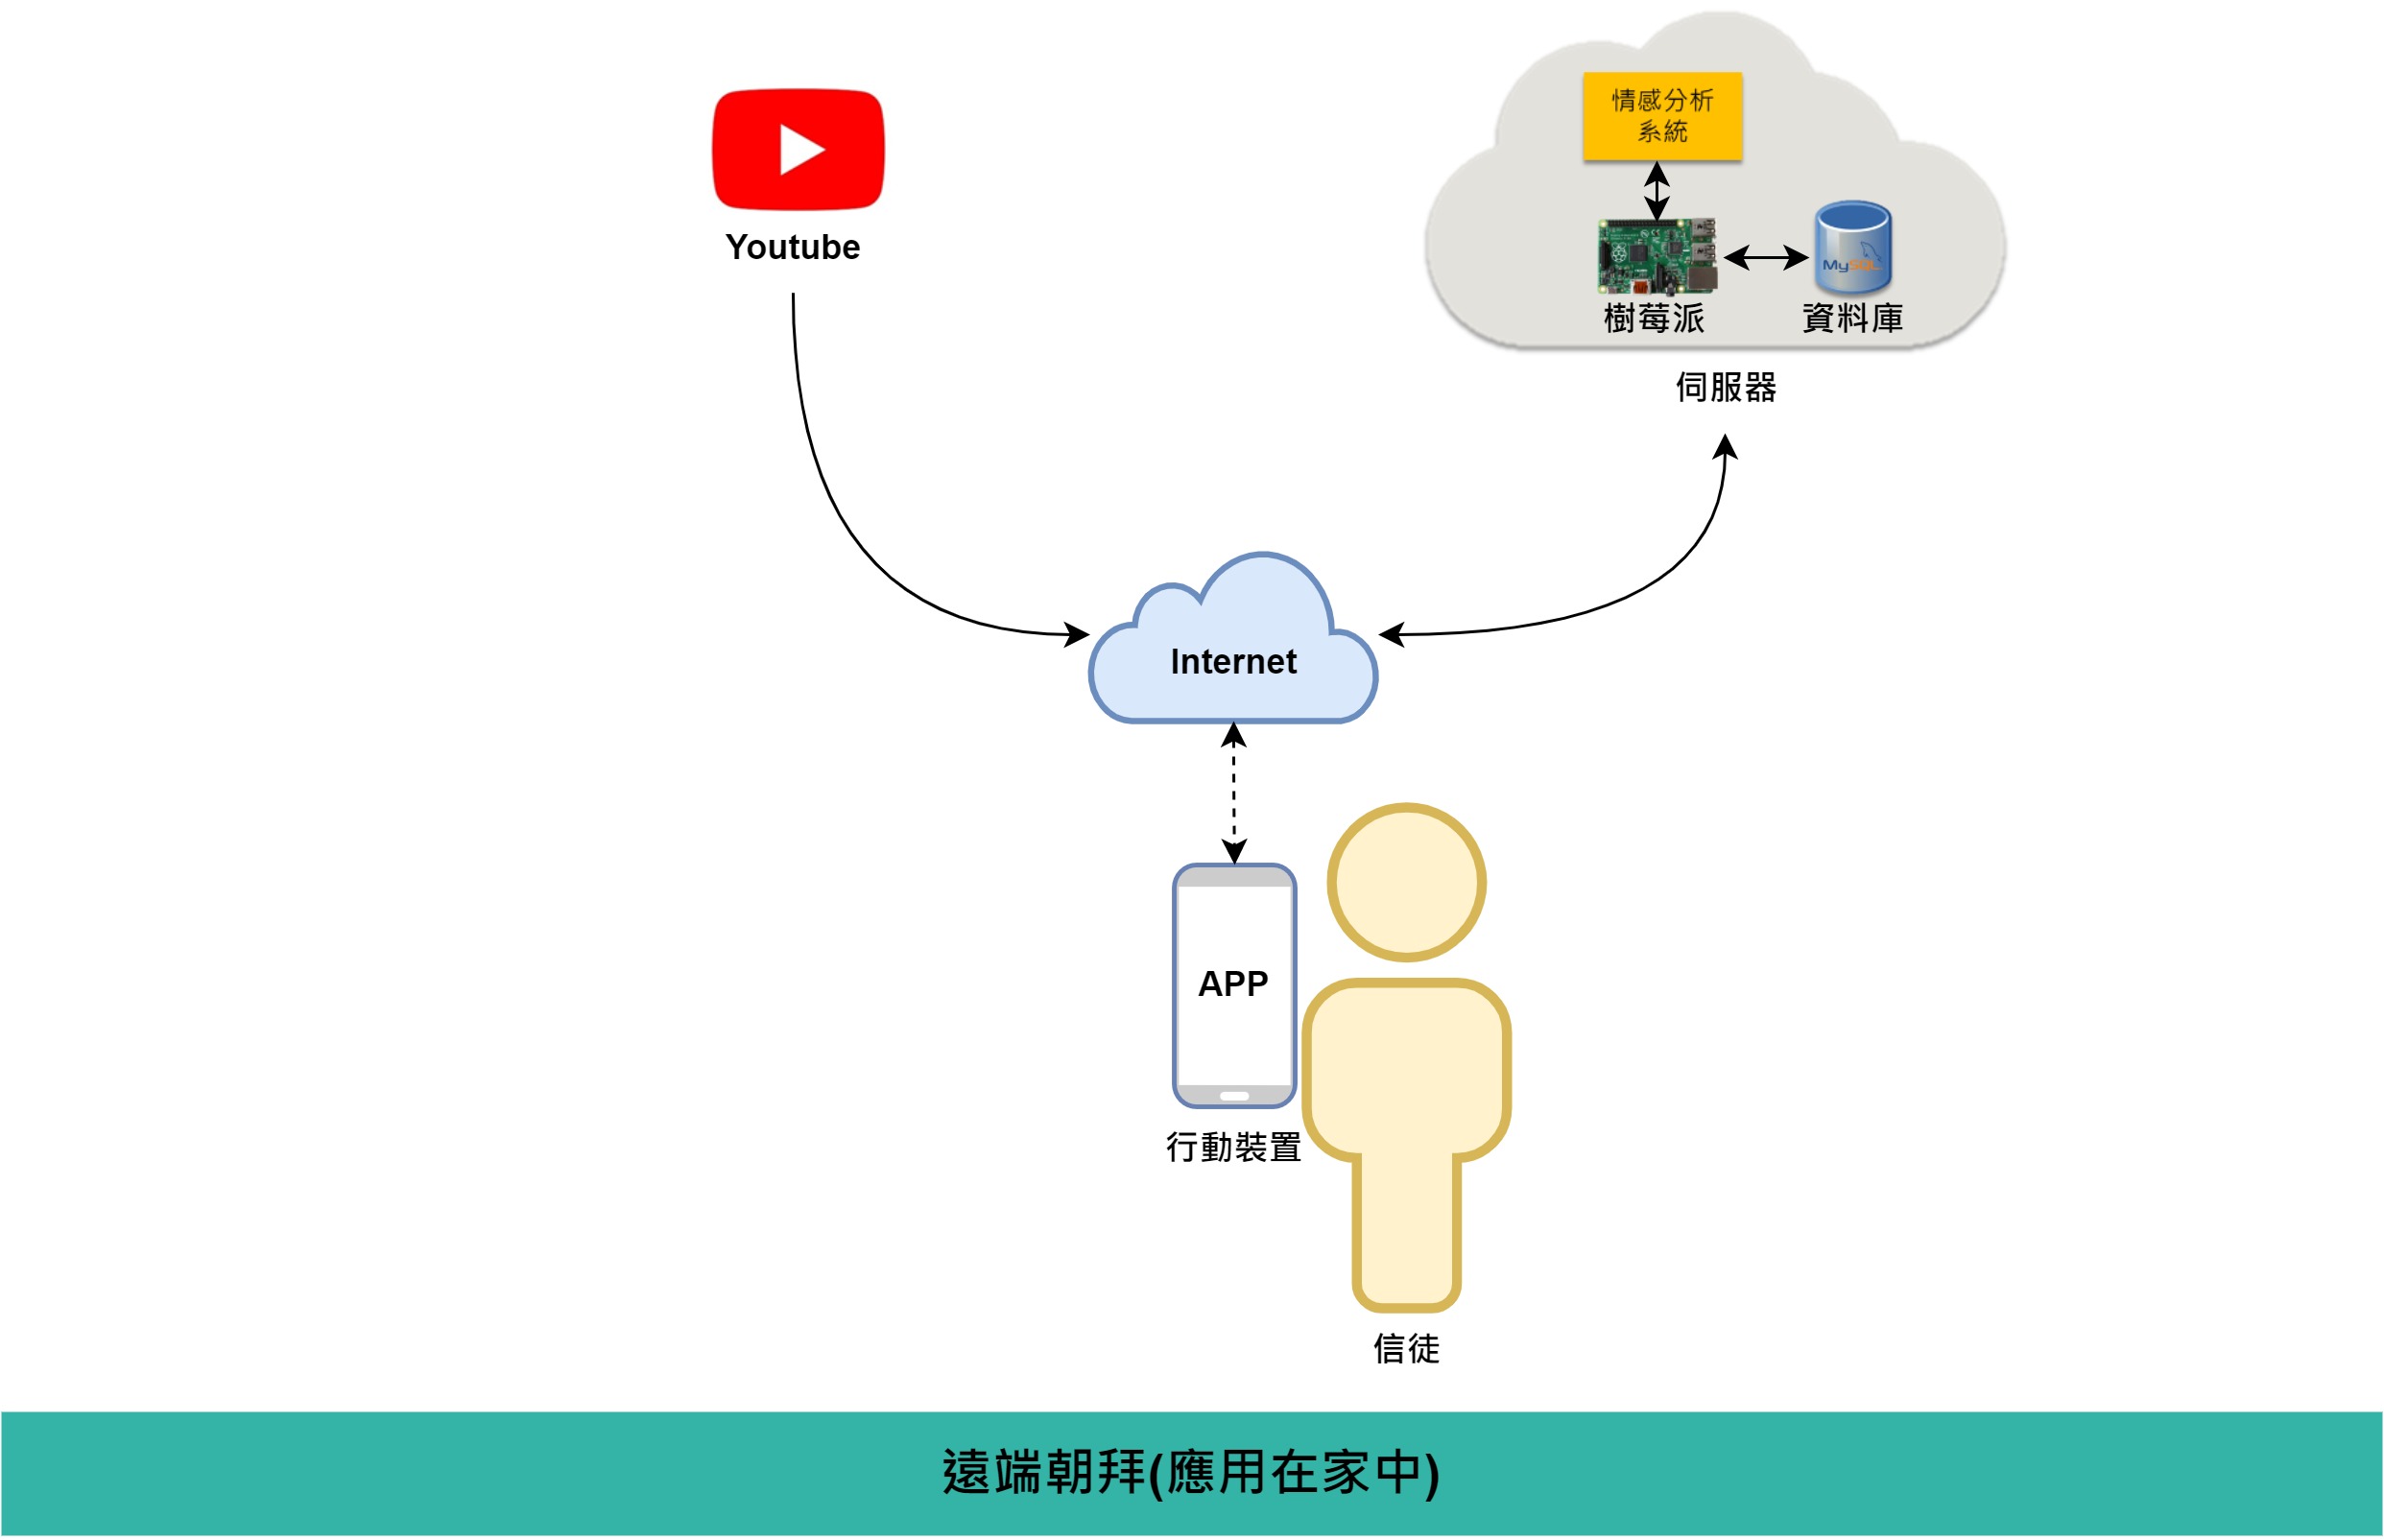 情感分析
系統
MySQL
Youtube
樹莓派
資料庫
伺服器
Internet
APP
行動裝置
信徒
遠端朝拜(應用在家中)